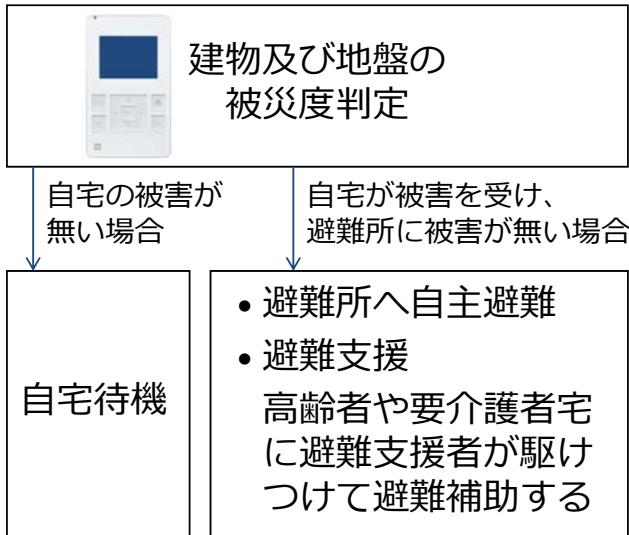 建物及び地盤の
被災度判定
自宅の被害が
無い場合
自宅が被害を受け、
避難所に被害が無い場合
自宅待機
• 避難所へ自主避難
• 避難支援
高齢者や要介護者宅
に避難支援者が駆け
つけて避難補助する